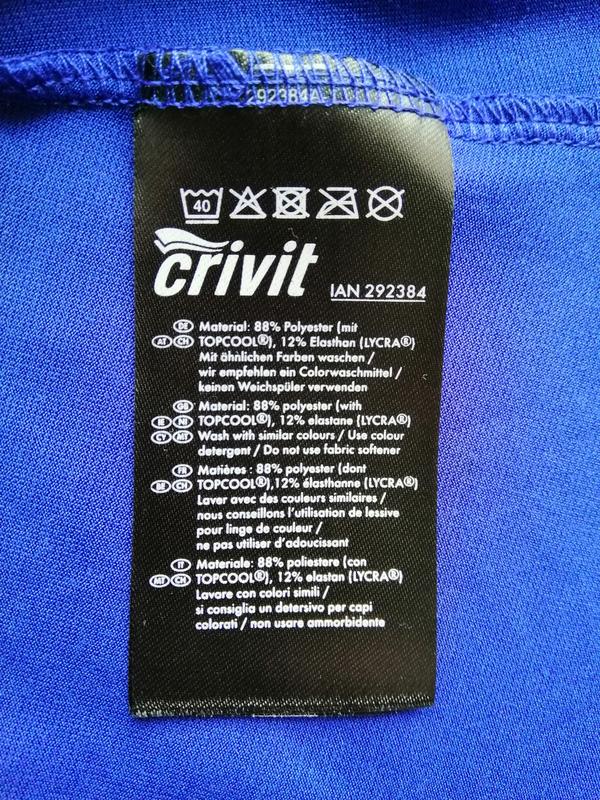 292384
40
crivit
IAN 292384
DE Material: 88% Polyester (mit
AT CH TOPCOOL®), 12% Elasthan (LYCRA®)
Mit ähnlichen Farben waschen /
wir empfehlen ein Colorwaschmittel /
keinen Weichspüler verwenden
GB Material: 88% polyester (with
IE NI TOPCOOL®), 12% elastane (LYCRA®)
CY MT Wash with similar colours / Use colour
detergent / Do not use fabric softener
FR Matières : 88% polyester (dont
BE CH TOPCOOL®),12% élasthanne (LYCRA®)
Laver avec des couleurs similaires /
nous conseillons l'utilisation de lessive
pour linge de couleur /
ne pas utiliser d'adoucissant
IT Materiale: 88% poliestere (con
MT CH TOPCOOL®), 12% elastan (LYCRA®)
Lavare con colori simili /
si consiglia un detersivo per capi
colorati / non usare ammorbidente